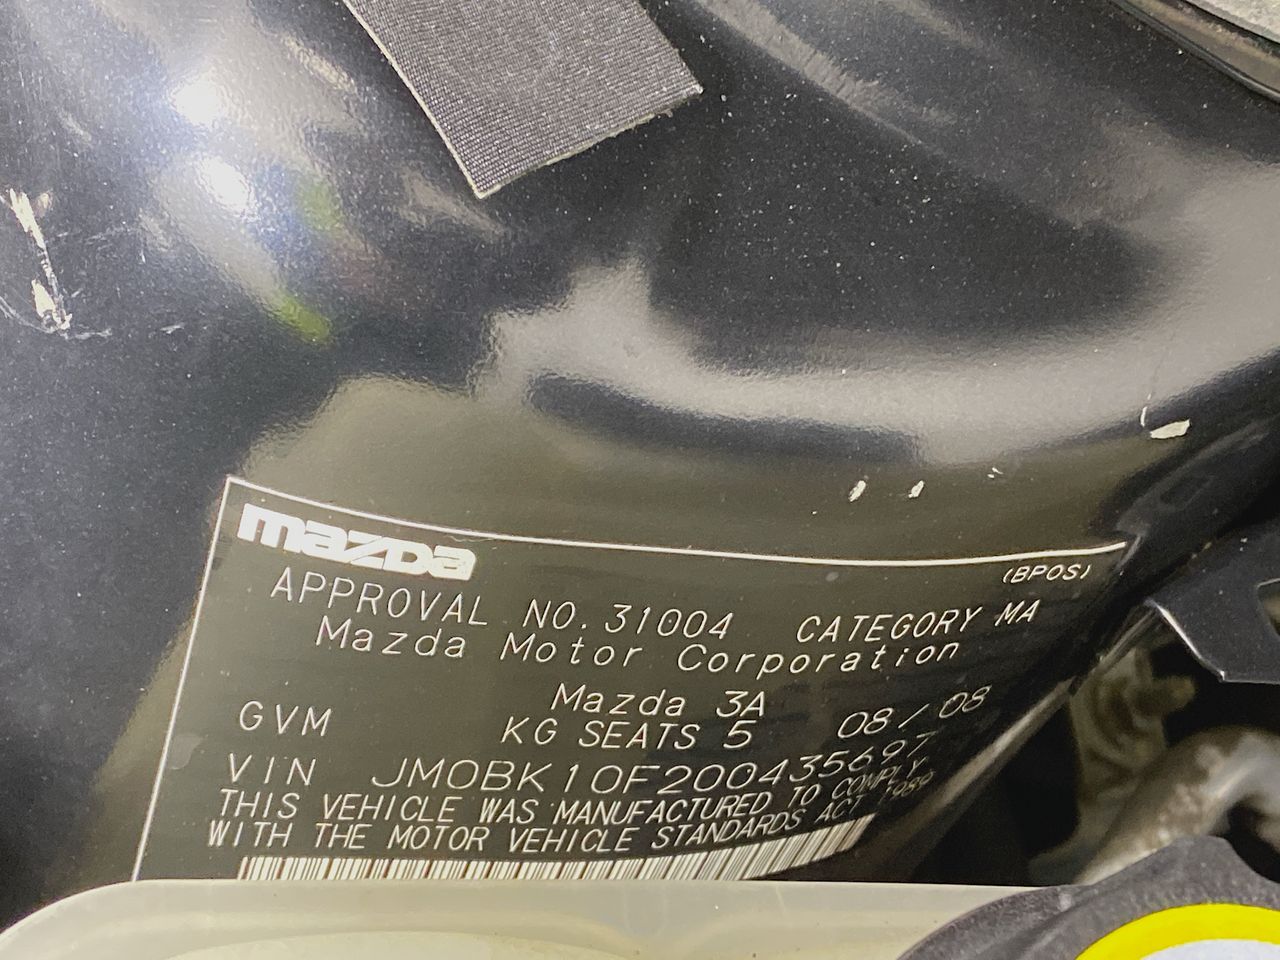 mazda
(BPOS)
APPROVAL NO. 31004 CATEGORY MA
Mazda Motor Corporation
Mazda 3A
GVM KG SEATS 5 08/08
VIN JM0BK10F200435697
THIS VEHICLE WAS MANUFACTURED TO COMPLY
WITH THE MOTOR VEHICLE STANDARDS ACT 1989